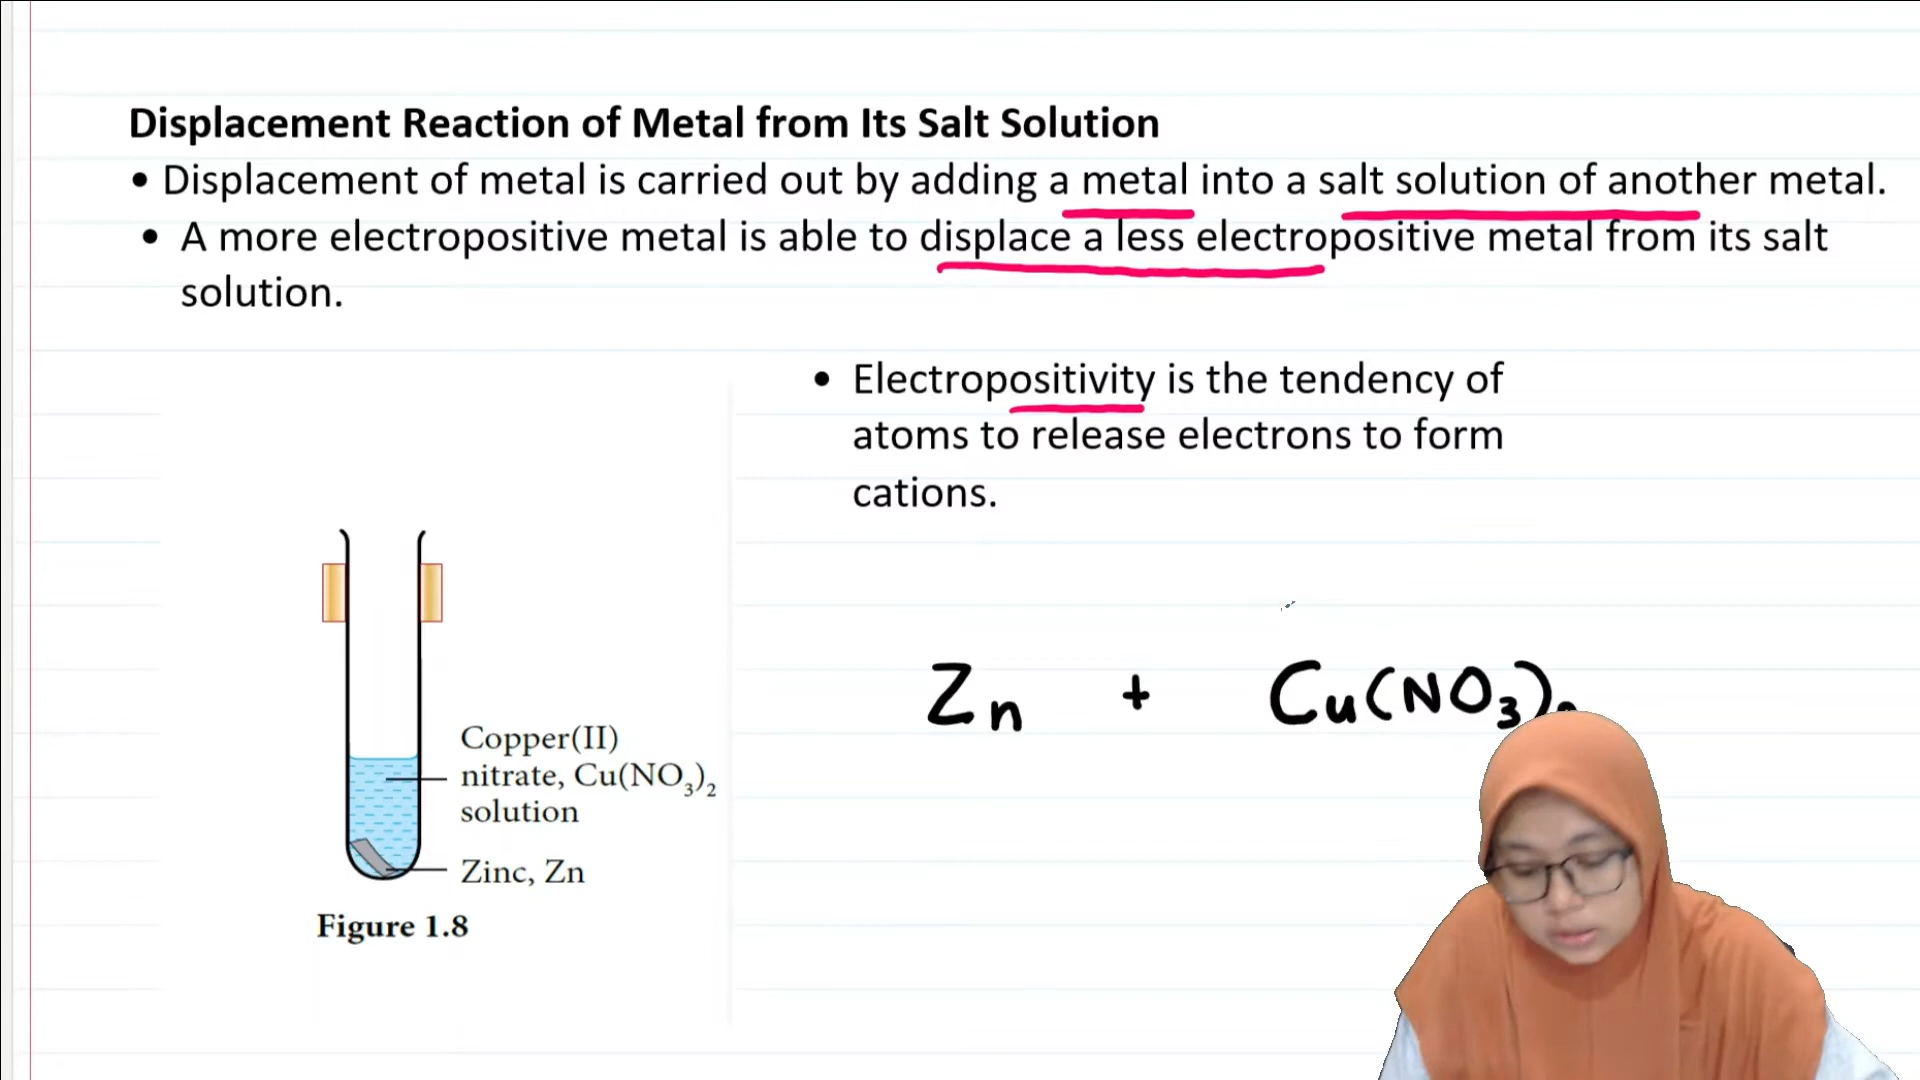 Displacement Reaction of Metal from Its Salt Solution
• Displacement of metal is carried out by adding a metal into a salt solution of another metal.
• A more electropositive metal is able to displace a less electropositive metal from its salt
solution.
• Electropositivity is the tendency of
atoms to release electrons to form
cations.
Zn + Cu(NO₃)
Copper(II)
nitrate, Cu(NO₃)₂
solution
Zinc, Zn
Figure 1.8